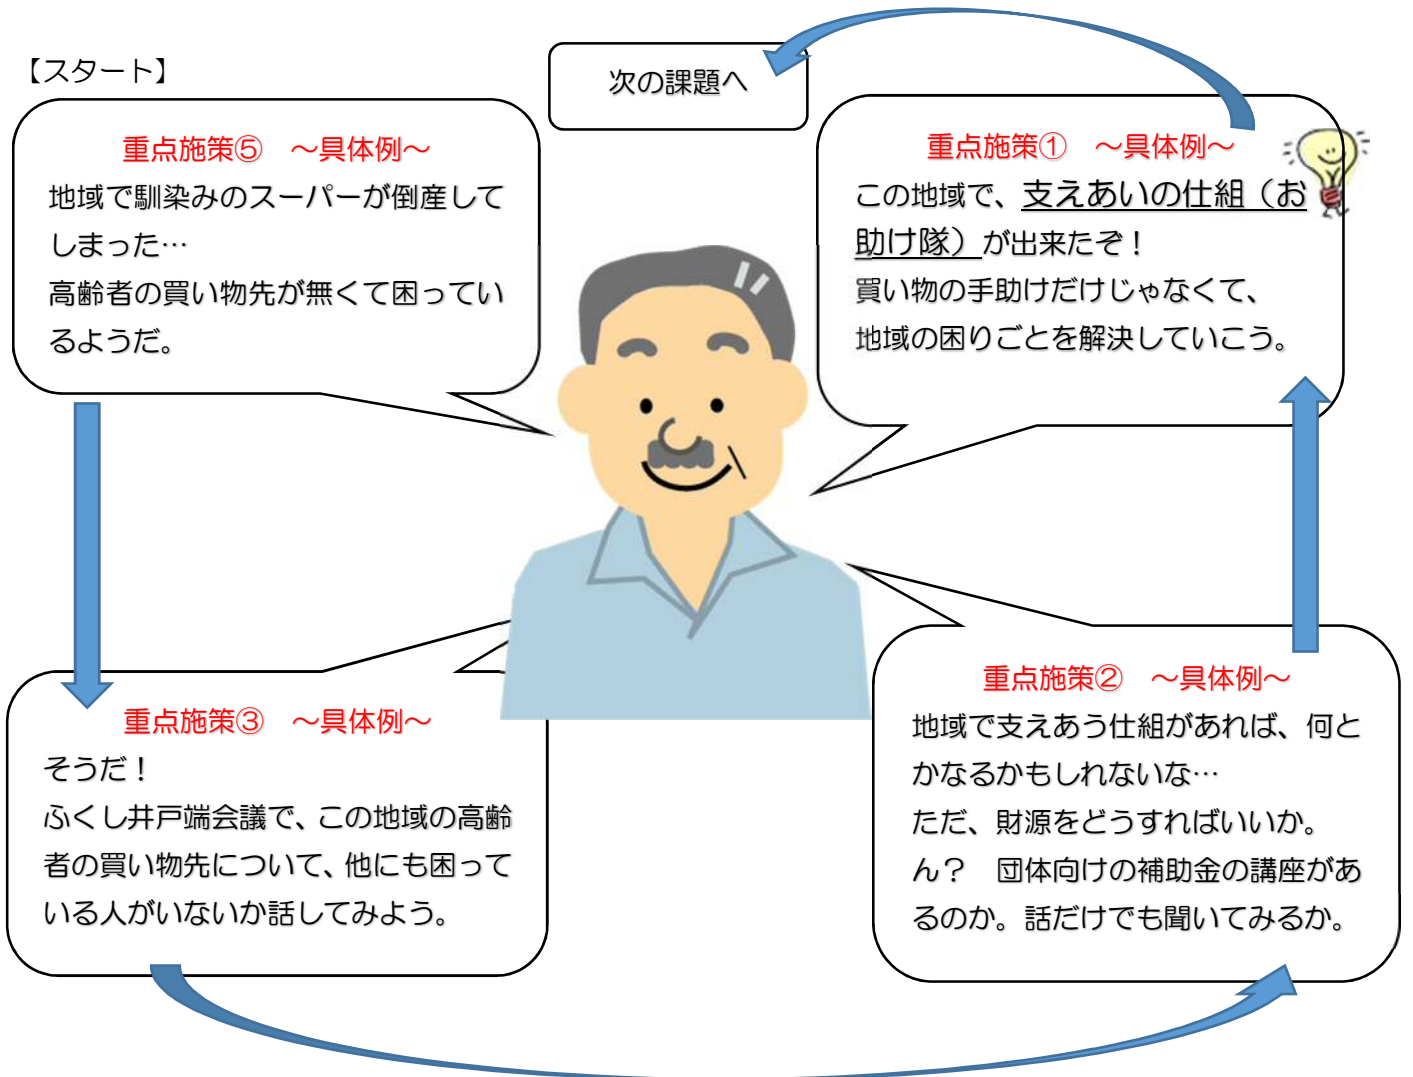 【スタート】
重点施策⑤　～具体例～
地域で馴染みのスーパーが倒産して
しまった…
高齢者の買い物先が無くて困ってい
るようだ。
重点施策③　～具体例～
そうだ！
ふくし井戸端会議で、この地域の高齢
者の買い物先について、他にも困って
いる人がいないか話してみよう。
重点施策②　～具体例～
地域で支えあう仕組があれば、何と
かなるかもしれないな…
ただ、財源をどうすればいいか。
ん？　団体向けの補助金の講座があ
るのか。話だけでも聞いてみるか。
重点施策①　～具体例～
この地域で、支えあいの仕組（お
助け隊）が出来たぞ！
買い物の手助けだけじゃなくて、
地域の困りごとを解決していこう。
次の課題へ